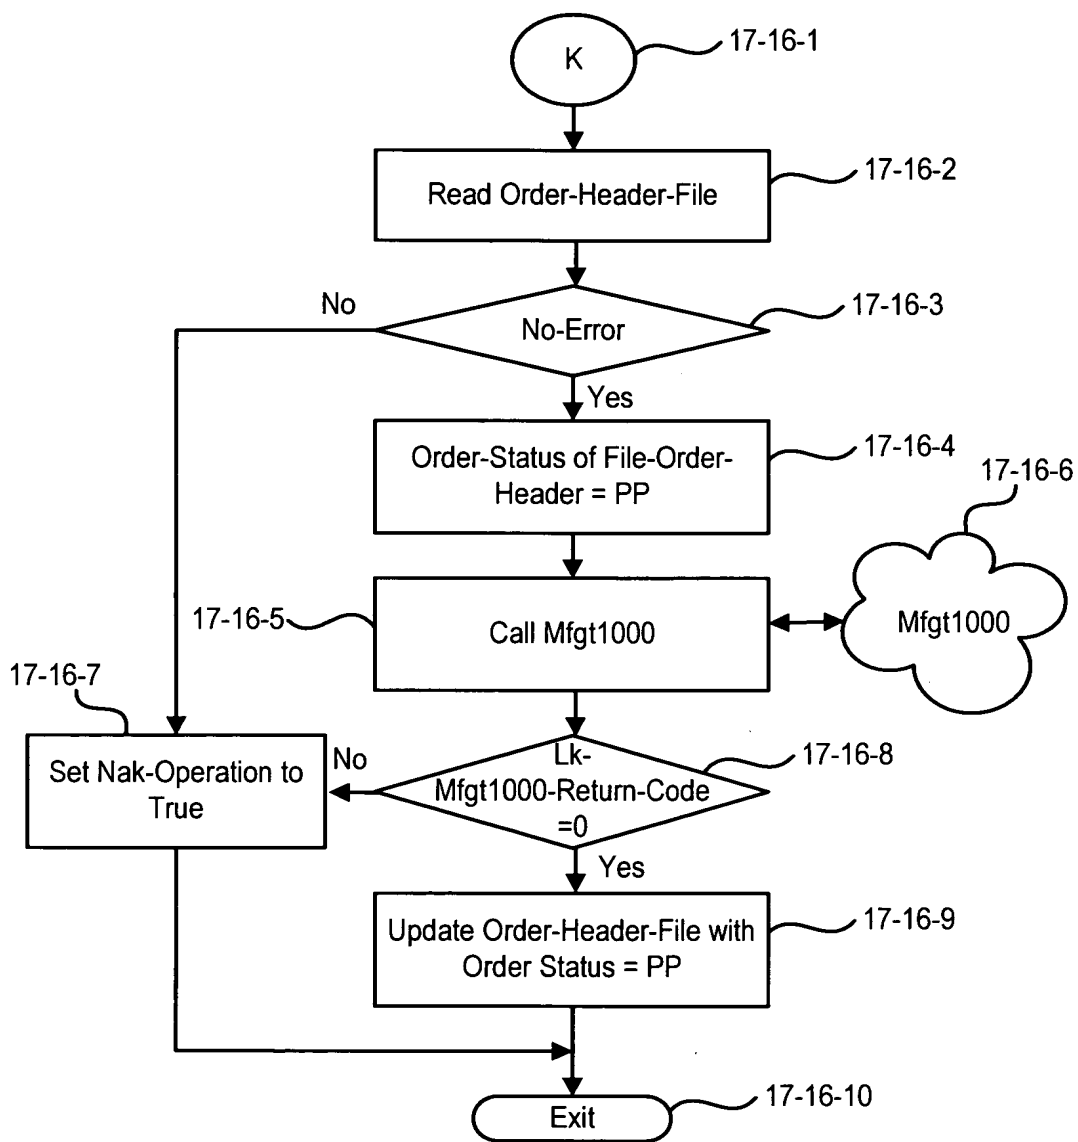 K
17-16-1
Read Order-Header-File
17-16-2
No
No-Error
17-16-3
Yes
Order-Status of File-Order-
Header = PP
17-16-4
17-16-6
17-16-5
Call Mfgt1000
Mfgt1000
17-16-7
Set Nak-Operation to
True
No
Lk-
Mfgt1000-Return-Code
=0
17-16-8
Yes
Update Order-Header-File with
Order Status = PP
17-16-9
Exit
17-16-10